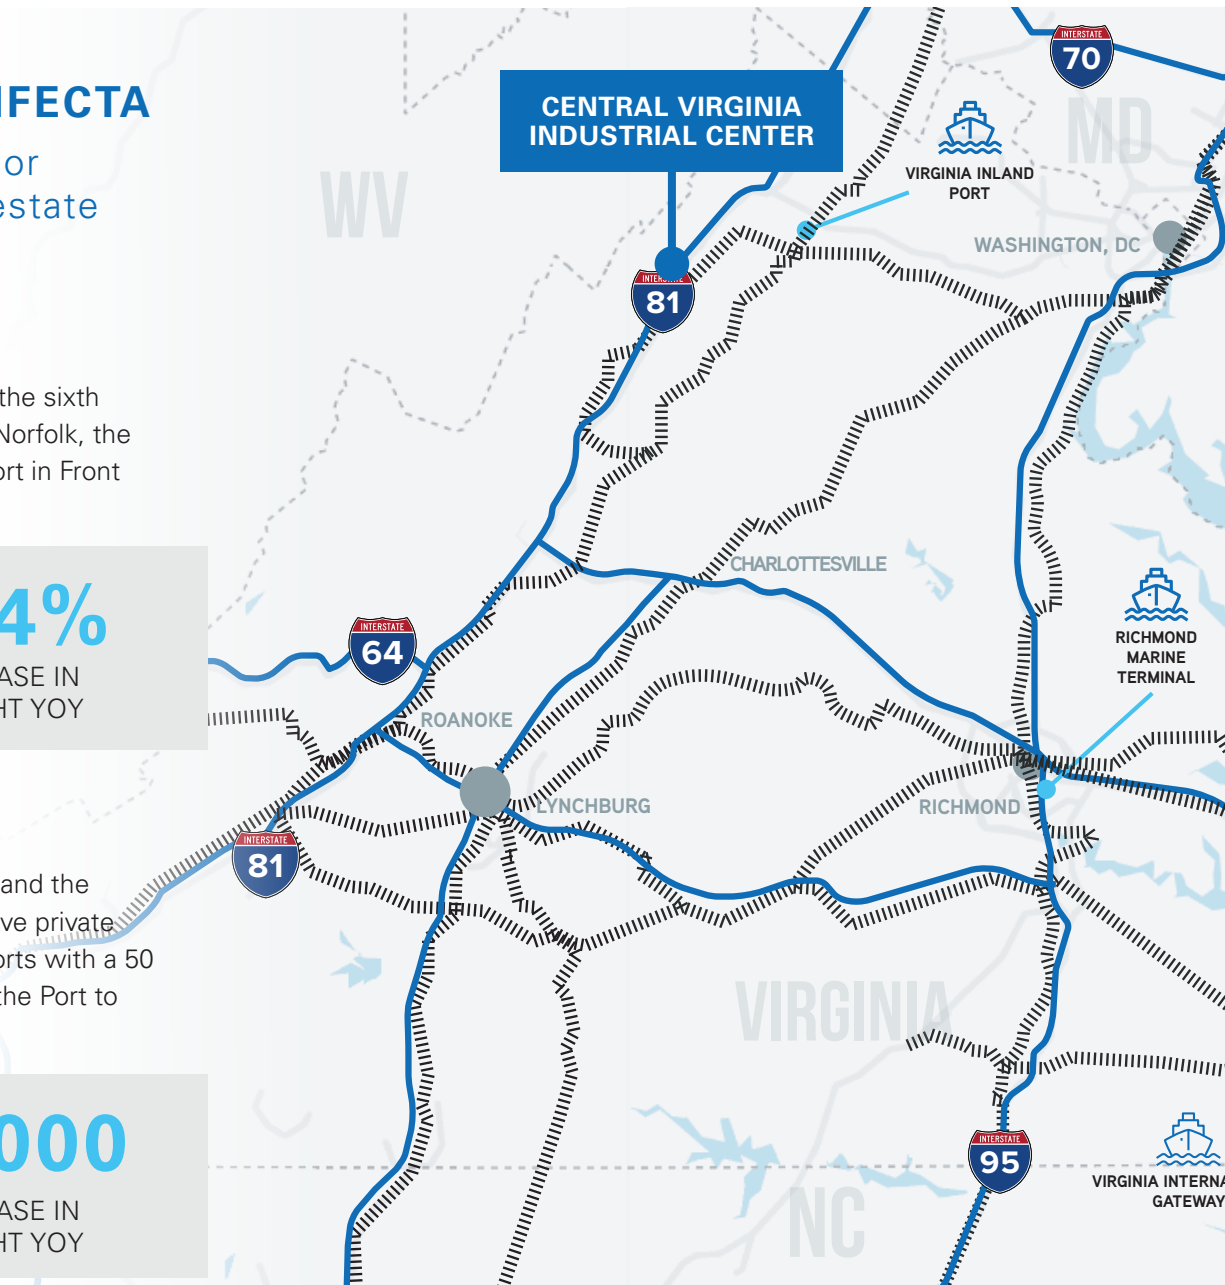 IFECTA
or
estate
the sixth
Norfolk, the
ort in Front
4%
ASE IN
HT YOY
and the
ve private
orts with a 50
the Port to
000
ASE IN
HT YOY
INTERSTATE
70
CENTRAL VIRGINIA
INDUSTRIAL CENTER
MD
VIRGINIA INLAND
PORT
WV
WASHINGTON, DC
INTERSTATE
81
CHARLOTTESVILLE
RICHMOND
MARINE
TERMINAL
INTERSTATE
64
ROANOKE
LYNCHBURG
RICHMOND
INTERSTATE
81
VIRGINIA
INTERSTATE
95
VIRGINIA INTERNA
GATEWAY
NC